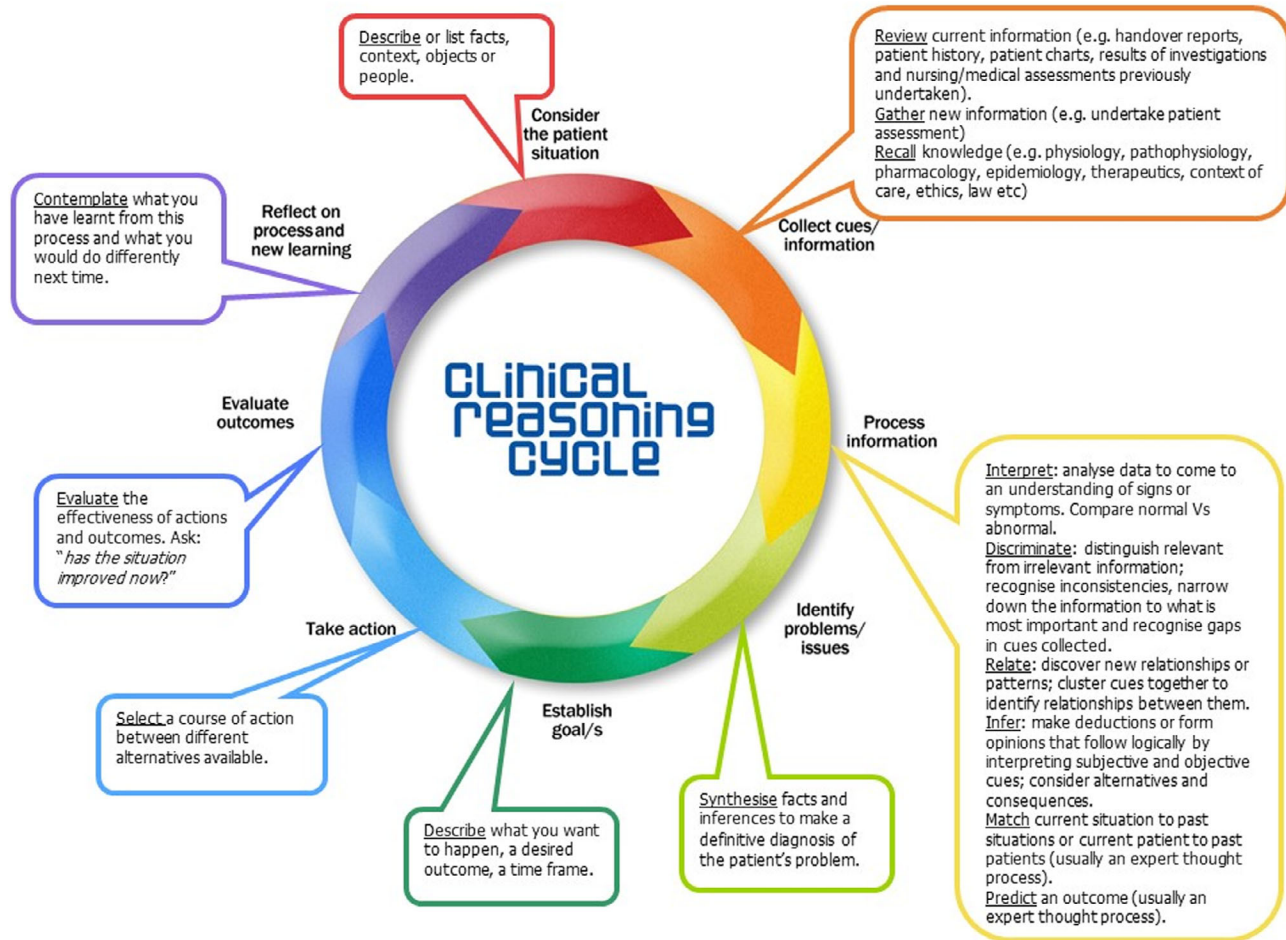 Describe or list facts,
context, objects or
people.
Consider
the patient
situation
Review current information (e.g. handover reports,
patient history, patient charts, results of investigations
and nursing/medical assessments previously
undertaken).
Gather new information (e.g. undertake patient
assessment)
Recall knowledge (e.g. physiology, pathophysiology,
pharmacology, epidemiology, therapeutics, context of
care, ethics, law etc)
Collect cues/
information
Process
information
Interpret: analyse data to come to
an understanding of signs or
symptoms. Compare normal Vs
abnormal.
Discriminate: distinguish relevant
from irrelevant information;
recognise inconsistencies, narrow
down the information to what is
most important and recognise gaps
in cues collected.
Relate: discover new relationships or
patterns; cluster cues together to
identify relationships between them.
Infer: make deductions or form
opinions that follow logically by
interpreting subjective and objective
cues; consider alternatives and
consequences.
Match current situation to past
situations or current patient to past
patients (usually an expert thought
process).
Predict an outcome (usually an
expert thought process).
Identify
problems/
issues
Synthesise facts and
inferences to make a
definitive diagnosis of
the patient's problem.
Establish
goal/s
Describe what you want
to happen, a desired
outcome, a time frame.
Take action
Select a course of action
between different
alternatives available.
Evaluate
outcomes
Evaluate the
effectiveness of actions
and outcomes. Ask:
"has the situation
improved now?"
Reflect on
process and
new learning
Contemplate what you
have learnt from this
process and what you
would do differently
next time.
CLINICAL
REASONING
CYCLE